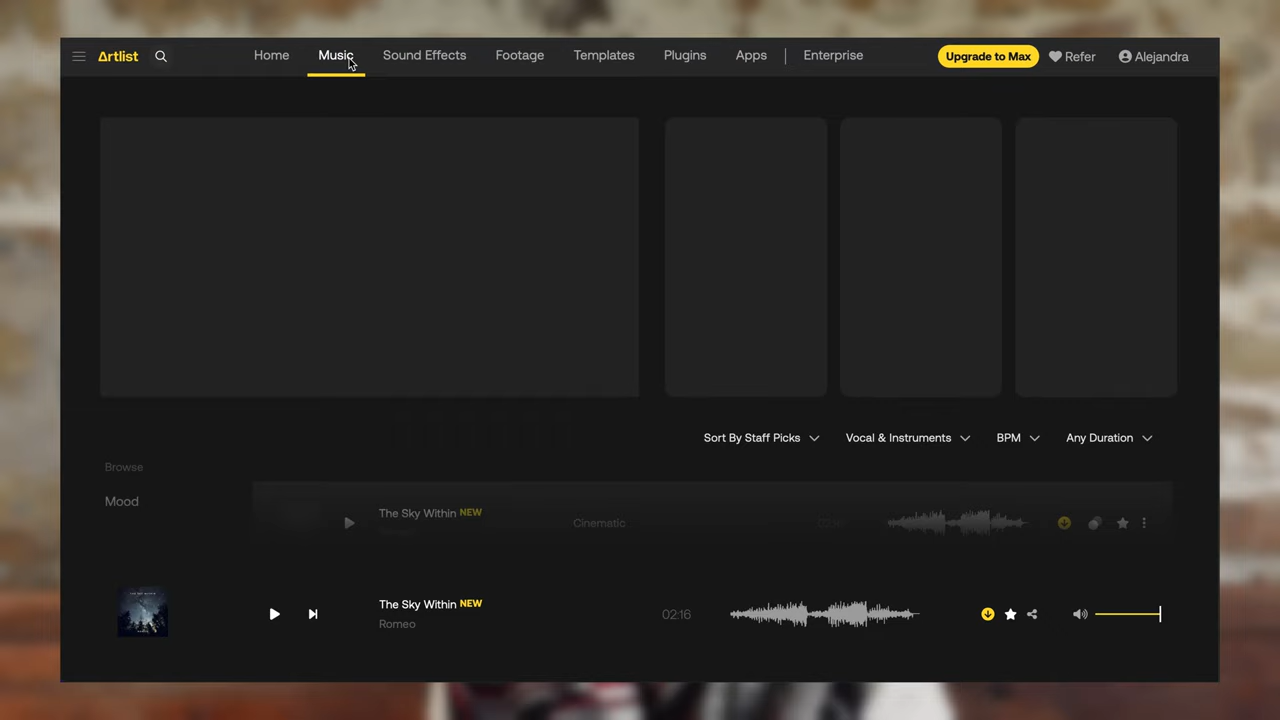 Artlist
Home
Music
Sound Effects
Footage
Templates
Plugins
Apps
Enterprise
Upgrade to Max
Refer
Alejandra
Sort By Staff Picks
Vocal & Instruments
BPM
Any Duration
Browse
Mood
The Sky Within NEW
Cinematic
The Sky Within NEW
Romeo
02:16